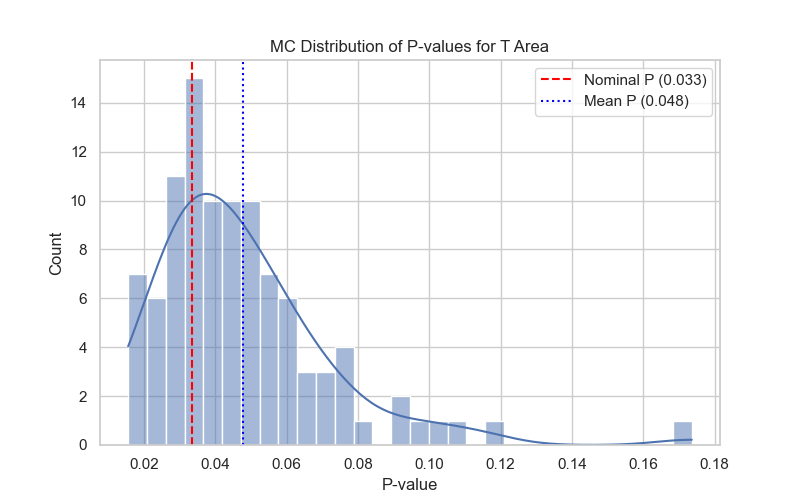 MC Distribution of P-values for T Area
Nominal P (0.033)
Mean P (0.048)
Count
14
12
10
8
6
4
2
0
0.02 0.04 0.06 0.08 0.10 0.12 0.14 0.16 0.18
P-value